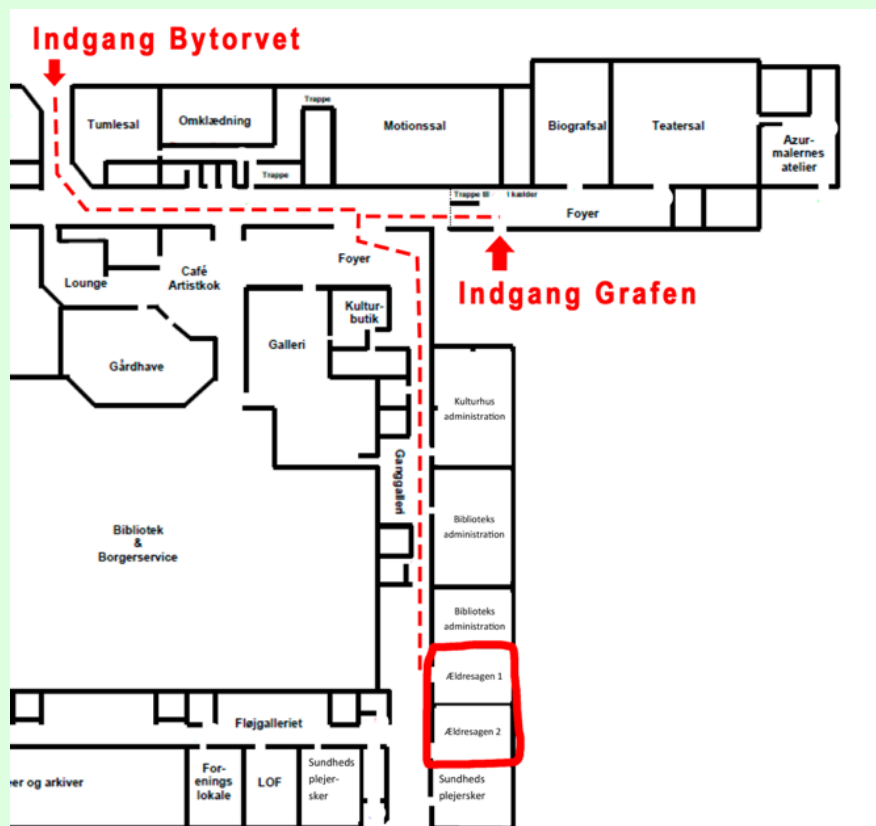 Indgang Bytorvet
Tumlesal
Omklædning
Trappe
Motionssal
Biografsal
Teatersal
Azur-
malernes
atelier
Trappe
Trappe til
i kælder
Foyer
Indgang Grafen
Foyer
Lounge
Café
Artistkok
Kultur-
butik
Galleri
Gårdhave
Kulturhus
administration
Ganggalleri
Biblioteks
administration
Bibliotek
&
Borgerservice
Biblioteks
administration
Ældresagen 1
Ældresagen 2
Fløjgalleriet
er og arkiver
For-
enings
lokale
LOF
Sundheds
plejer-
sker
Sundheds
plejersker